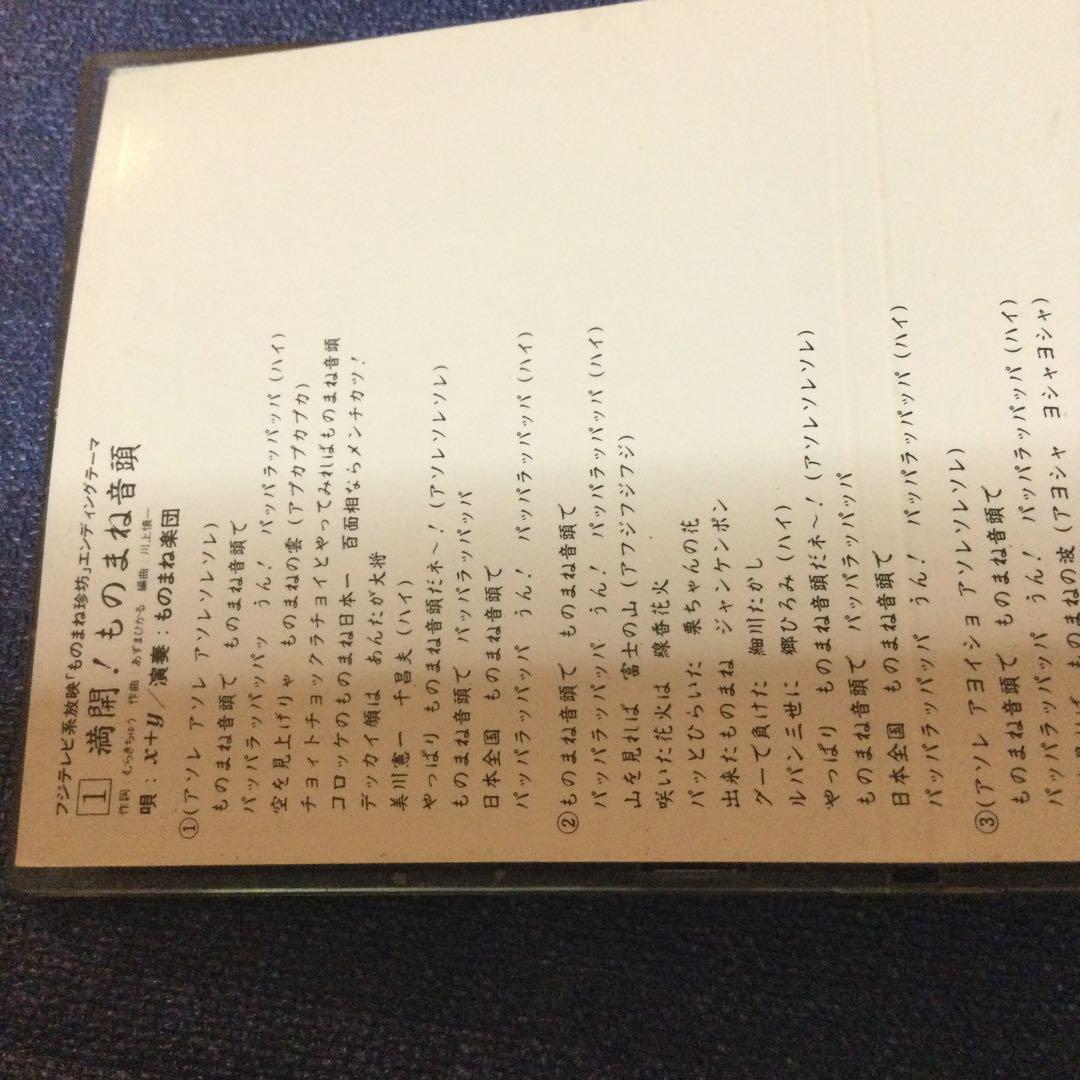 フジテレビ系放映「ものまね珍坊」エンディングテーマ
1 満開！ものまね音頭
作詞 むらきちゅう 作曲 あずまひかる 編曲 川上慎一
唄：x+y／演奏：ものまね楽団
①(アソレ アソレ アソレソレソレ)
ものまね音頭で ものまね音頭で
パッパラッパッパッ うん！ パッパラッパッパ(ハイ)
空を見上げりゃ ものまねの雲(アプカプカプカ)
チョイトチョックラチョイとやってみればものまね音頭
コロッケのものまね日本一 百面相ならメンチカツ！
デッカイ顔は あんたが大将
美川憲一 千昌夫(ハイ)
やっぱり ものまね音頭だネ〜！(アソレソレソレ)
ものまね音頭で パッパラッパッパ
日本全国 ものまね音頭で
パッパラッパッパ うん！ パッパラッパッパ(ハイ)
②ものまね音頭で ものまね音頭で
パッパラッパッパ うん！ パッパラッパッパ(ハイ)
山を見れば 富士の山(アフジフジフジ)
咲いた花火は 線香花火
パッとひらいた 栗ちゃんの花
出来たものまね ジャンケンポン
グーで負けた 細川たかし
ルパン三世に 郷ひろみ(ハイ)
やっぱり ものまね音頭だネ〜！(アソレソレソレ)
ものまね音頭で パッパラッパッパ
日本全国 ものまね音頭で
パッパラッパッパ うん！ パッパラッパッパ(ハイ)
③(アソレ アヨイショ アソレソレソレ)
ものまね音頭で ものまね音頭で
パッパラッパッパ うん！ パッパラッパッパ(ハイ)
ものまねの波(アヨシャ ヨシャヨシャ)